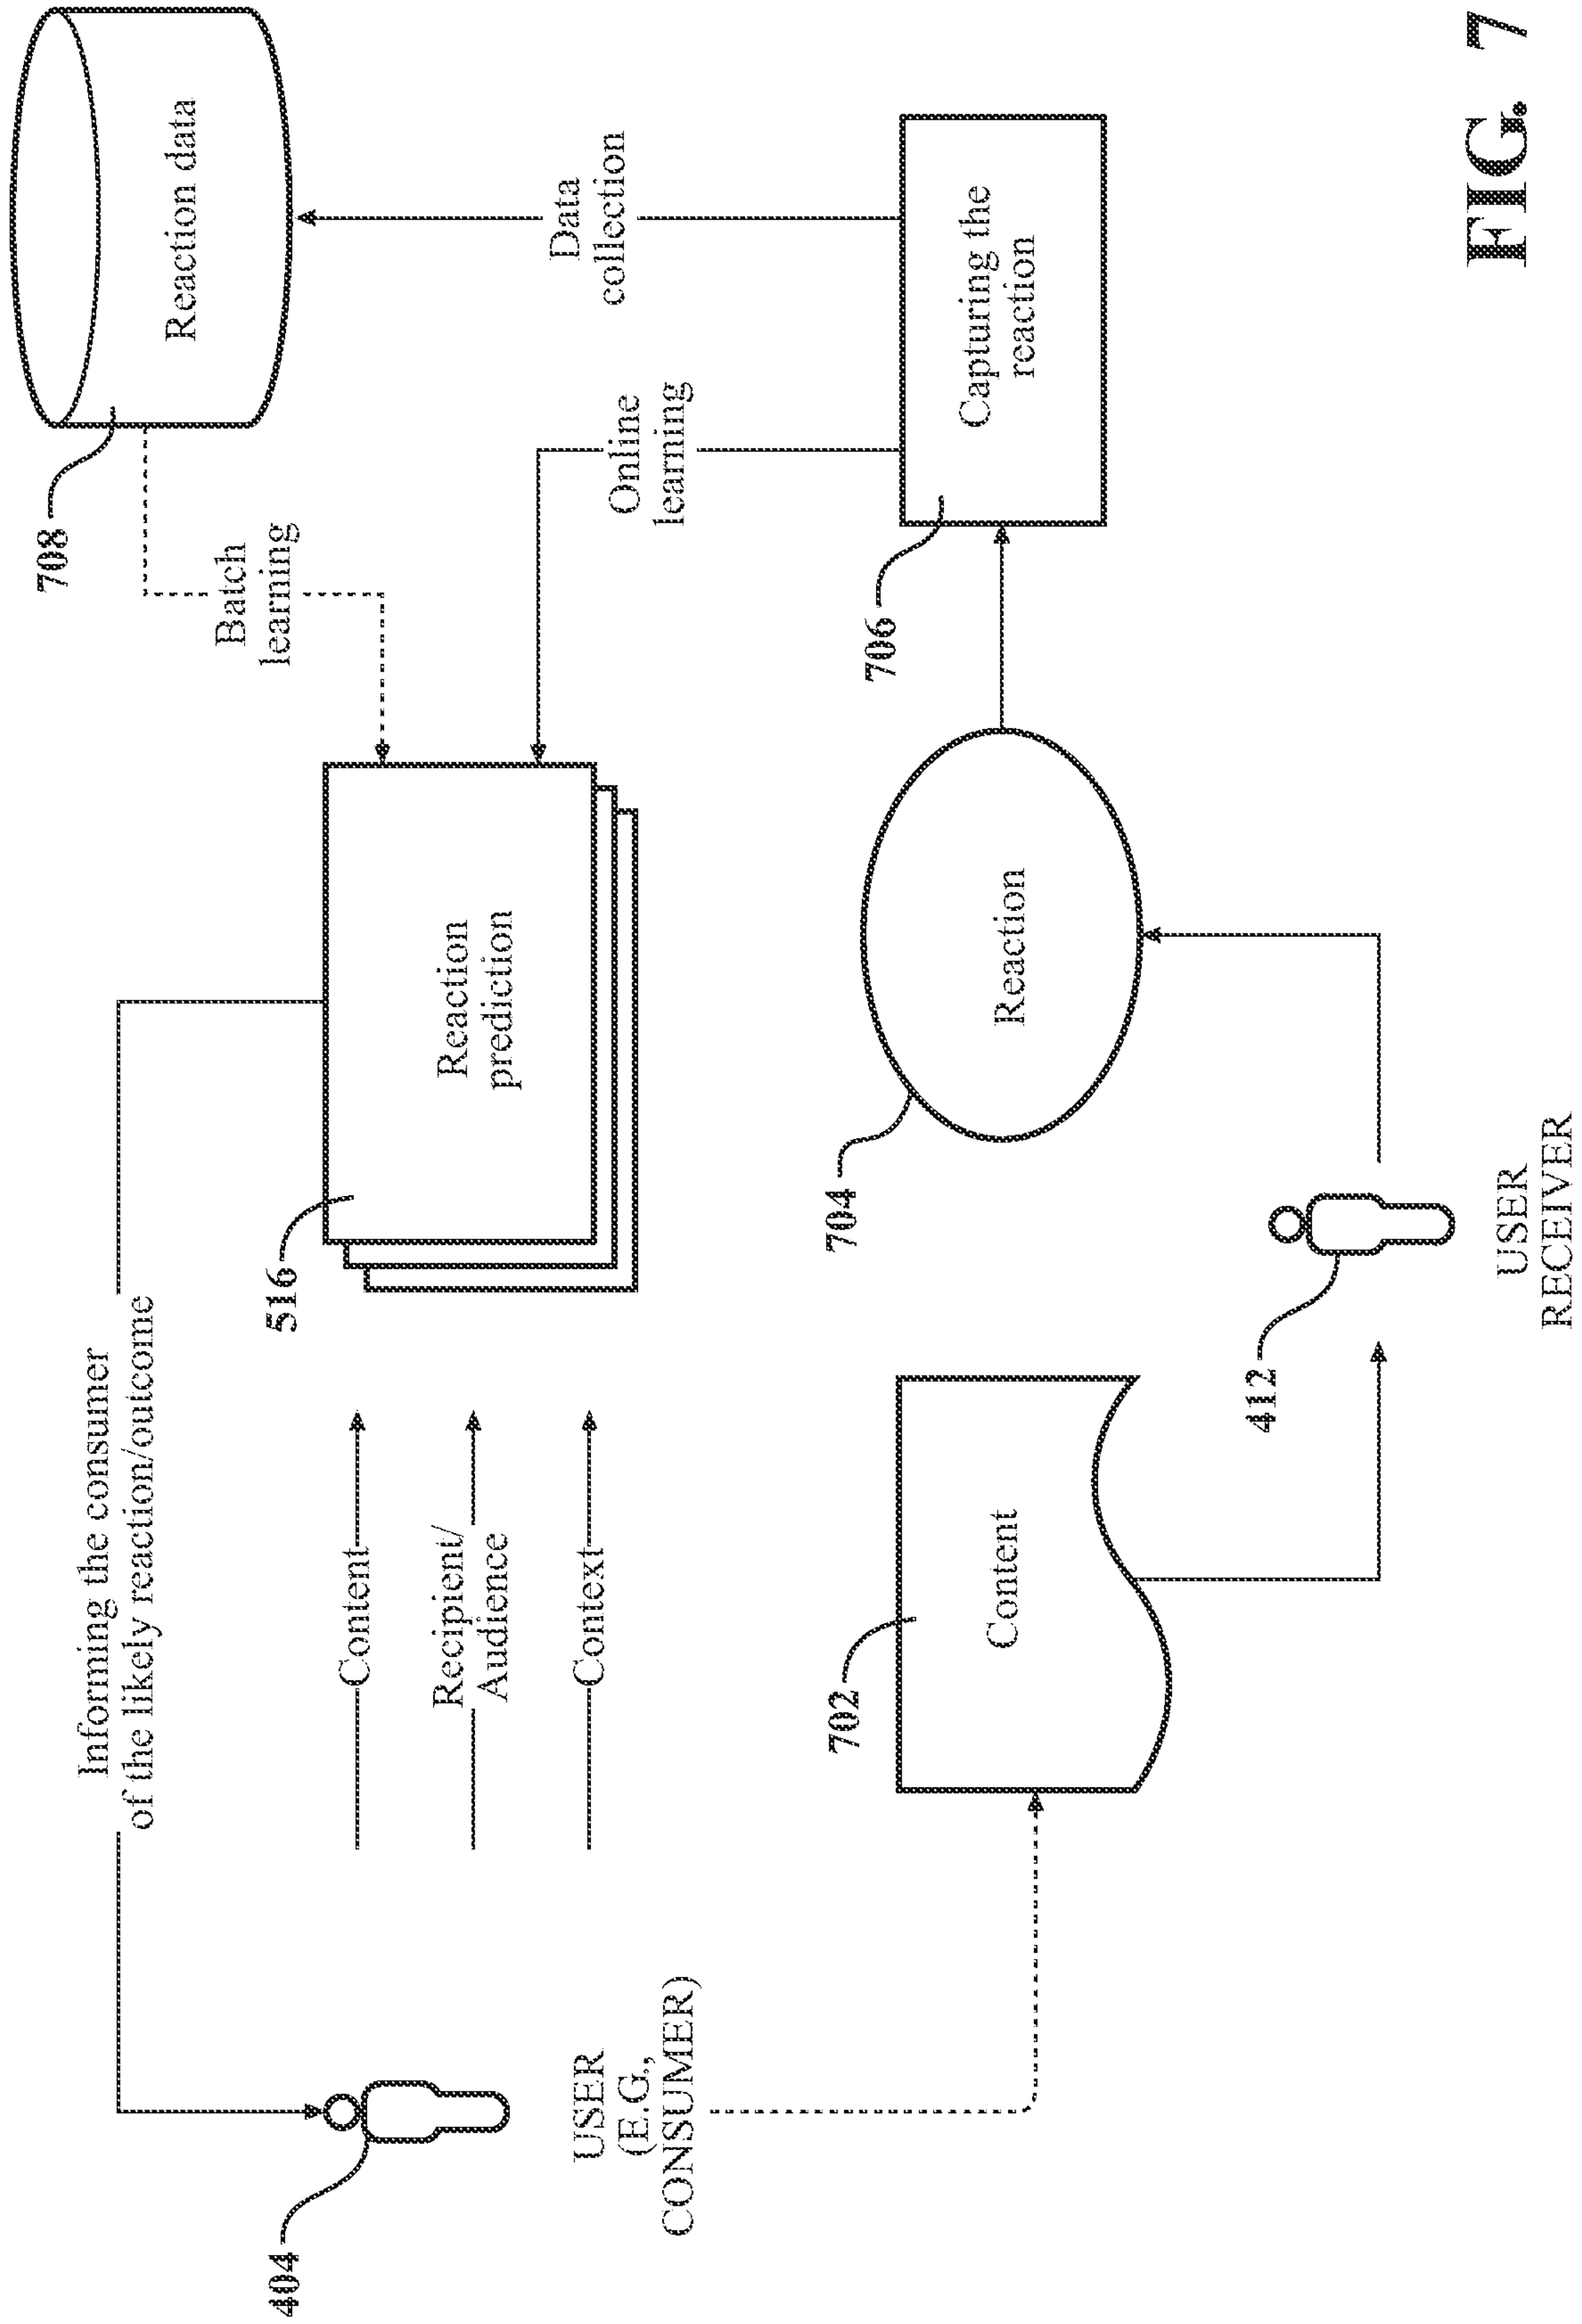 Informing the consumer
of the likely reaction/outcome
708
Reaction data
Batch
learning
404
516
Content
Reaction
prediction
Recipient/
Audience
Context
USER
(E.G.,
CONSUMER)
Online
learning
Data
collection
702
Content
704
Reaction
706
Capturing the
reaction
412
USER
RECEIVER
FIG. 7